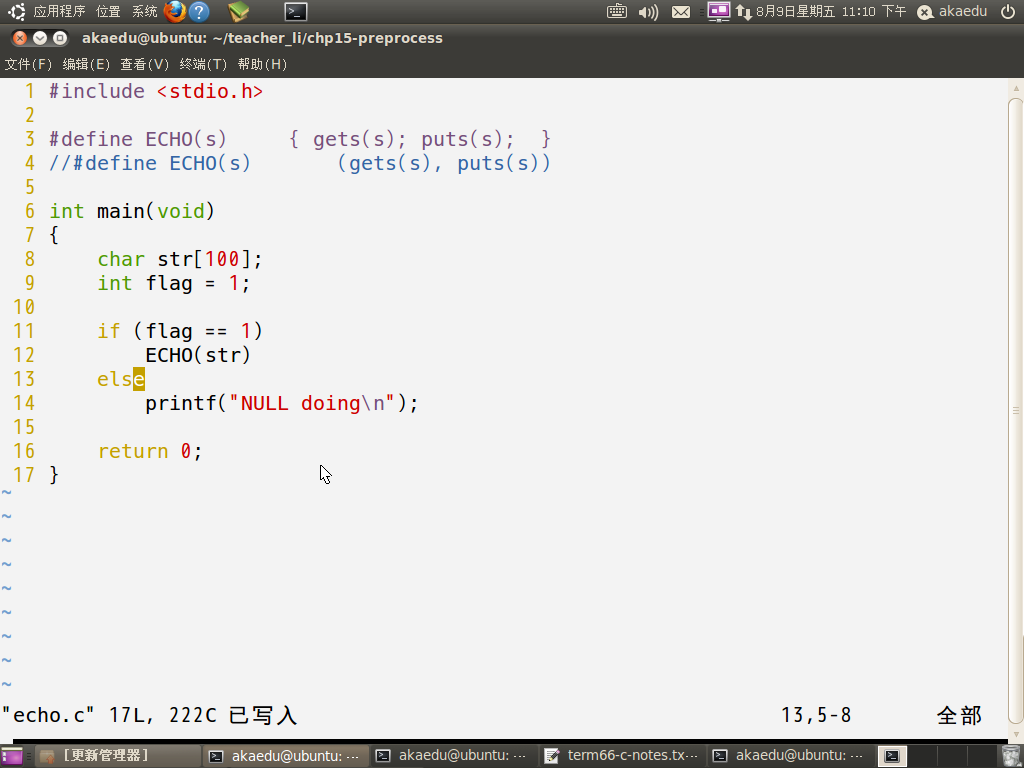 应用程序 位置 系统 8月9日星期五 11:10 下午 akaedu
akaedu@ubuntu: ~/teacher_li/chp15-preprocess
文件(F) 编辑(E) 查看(V) 终端(T) 帮助(H)
1 #include <stdio.h>
2
3 #define ECHO(s)     { gets(s); puts(s);  }
4 //#define ECHO(s)       (gets(s), puts(s))
5
6 int main(void)
7 {
8     char str[100];
9     int flag = 1;
10
11     if (flag == 1)
12         ECHO(str)
13     else
14         printf("NULL doing\n");
15
16     return 0;
17 }
~
~
~
~
~
~
~
~
~
"echo.c" 17L, 222C 已写入 13,5-8 全部
[更新管理器] akaedu@ubuntu: ... akaedu@ubuntu: ... term66-c-notes.tx... akaedu@ubuntu: ...